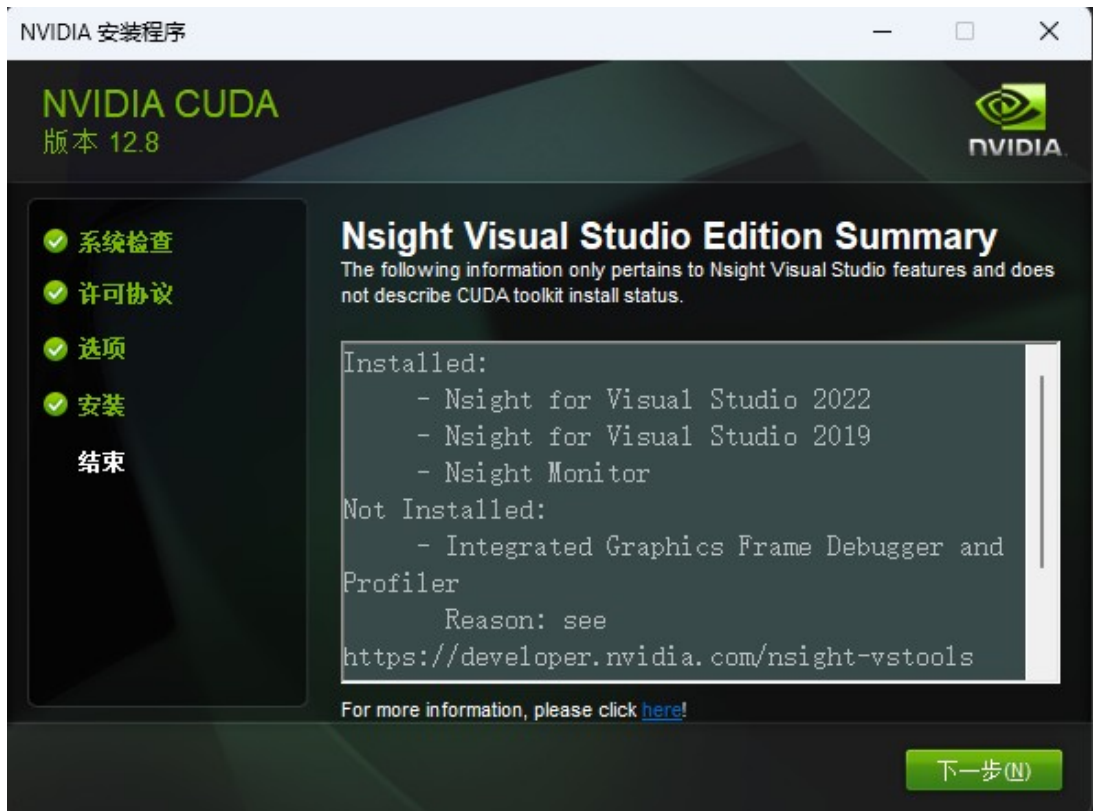 NVIDIA 安装程序
NVIDIA CUDA
版本 12.8
NVIDIA.
系统检查
许可协议
选项
安装
结束
Nsight Visual Studio Edition Summary
The following information only pertains to Nsight Visual Studio features and does
not describe CUDA toolkit install status.
Installed:
- Nsight for Visual Studio 2022
- Nsight for Visual Studio 2019
- Nsight Monitor
Not Installed:
- Integrated Graphics Frame Debugger and
Profiler
Reason: see
https://developer.nvidia.com/nsight-vstools
For more information, please click here!
下一步(N)